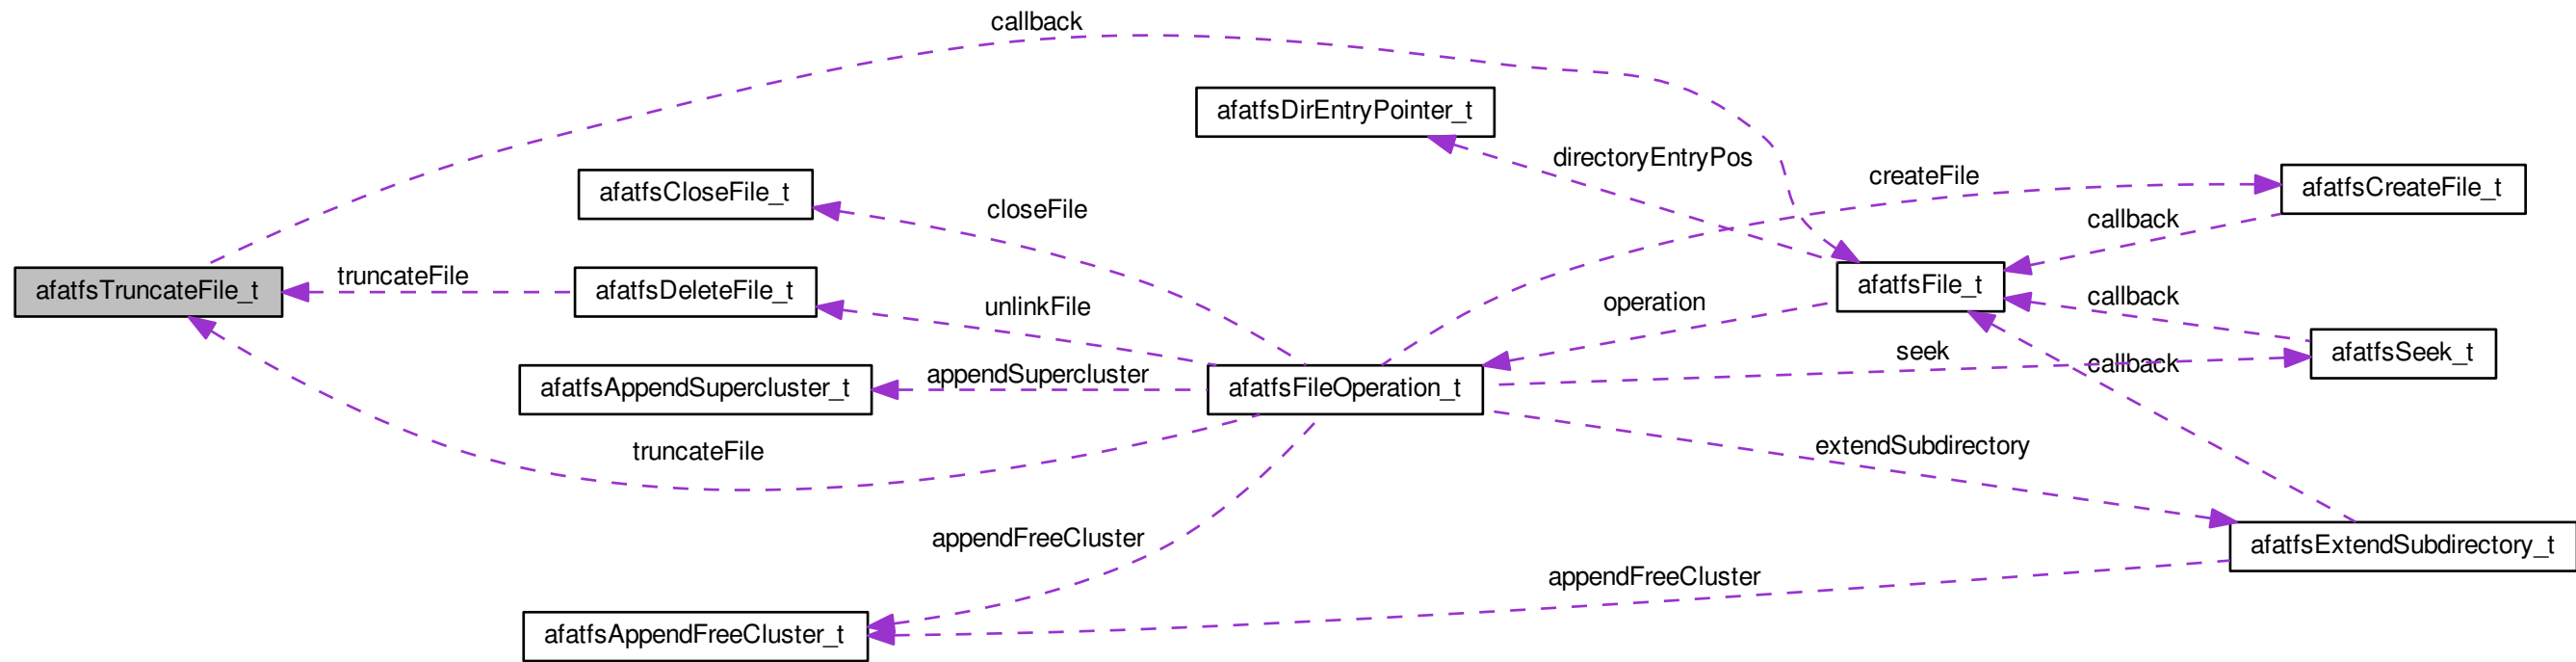 callback
afatfsDirEntryPointer_t
directoryEntryPos
createFile
afatfsCreateFile_t
afatfsCloseFile_t
closeFile
callback
afatfsTruncateFile_t
truncateFile
afatfsDeleteFile_t
unlinkFile
operation
afatfsFile_t
callback
afatfsAppendSupercluster_t
appendSupercluster
afatfsFileOperation_t
seek
callback
afatfsSeek_t
truncateFile
extendSubdirectory
appendFreeCluster
afatfsExtendSubdirectory_t
appendFreeCluster
afatfsAppendFreeCluster_t